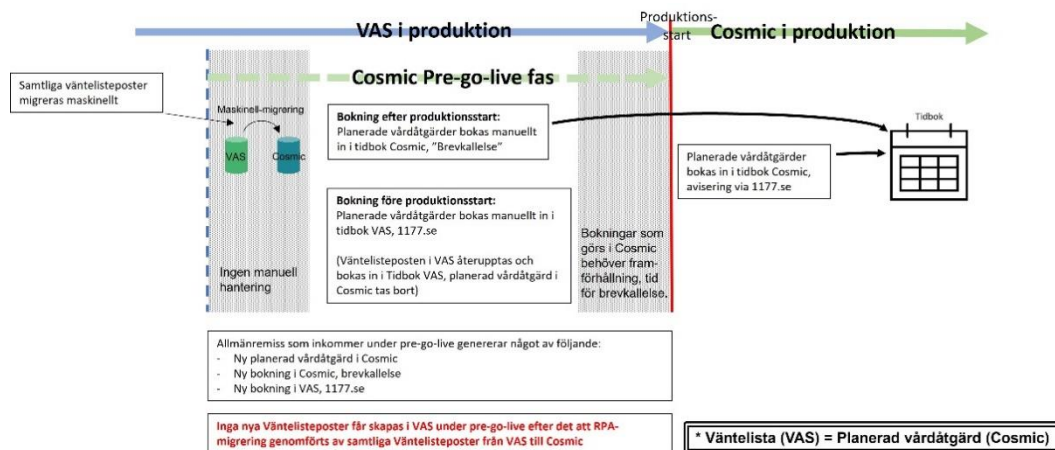 VAS i produktion
Produktions-
start
Cosmic i produktion
Cosmic Pre-go-live fas
Samtliga väntelisteposter
migreras maskinellt
Maskinell-migrering
VAS
Cosmic
Ingen manuell
hantering
Bokning efter produktionsstart:
Planerade vårdåtgärder bokas manuellt
in i tidbok Cosmic, ”Brevkallelse”
Bokning före produktionsstart:
Planerade vårdåtgärder bokas manuellt in i
tidbok VAS, 1177.se
(Väntelisteposten i VAS återupptas och
bokas in i Tidbok VAS, planerad vårdåtgärd i
Cosmic tas bort)
Bokningar som
görs i Cosmic
behöver fram-
förhållning, tid
för brevkallelse.
Planerade vårdåtgärder
bokas in i tidbok Cosmic,
avisering via 1177.se
Tidbok
Allmänremiss som inkommer under pre-go-live genererar något av följande:
- Ny planerad vårdåtgärd i Cosmic
- Ny bokning i Cosmic, brevkallelse
- Ny bokning i VAS, 1177.se
Inga nya Väntelisteposter får skapas i VAS under pre-go-live efter det att RPA-
migrering genomförts av samtliga Väntelisteposter från VAS till Cosmic
* Väntelista (VAS) = Planerad vårdåtgärd (Cosmic)